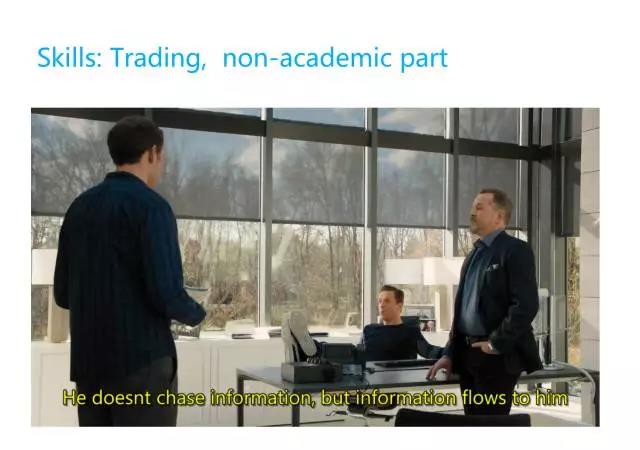 Skills: Trading,  non-academic part
He doesnt chase information, but information flows to him